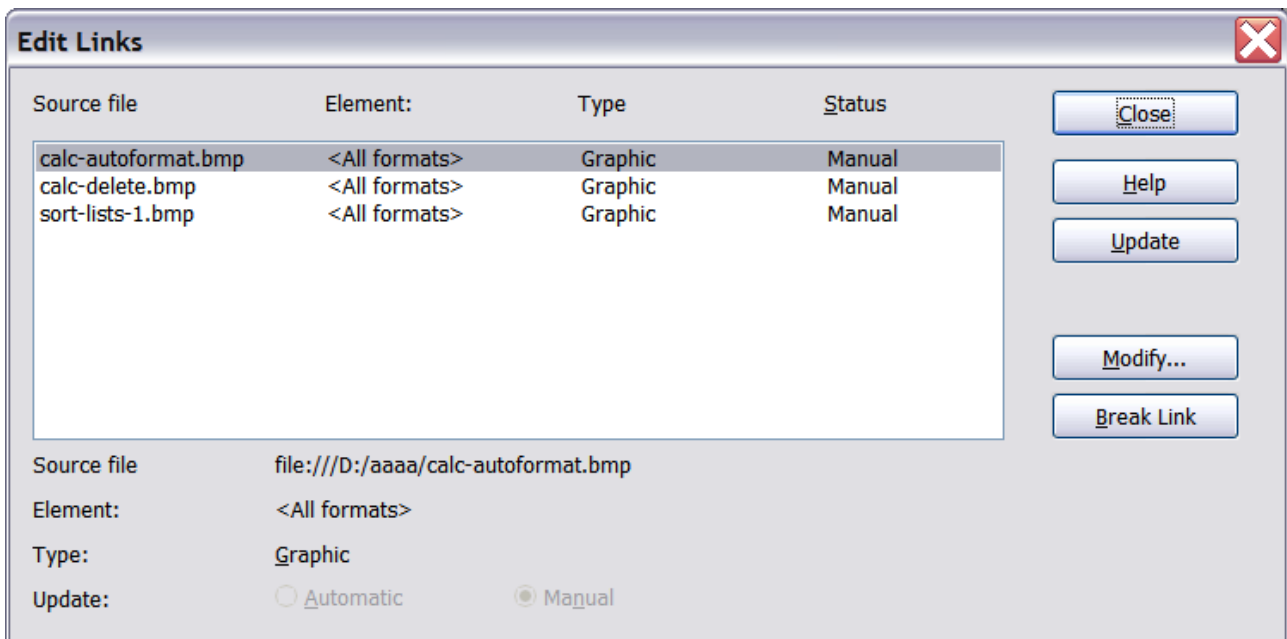 Edit Links
Source file Element: Type Status
calc-autoformat.bmp <All formats> Graphic Manual
calc-delete.bmp <All formats> Graphic Manual
sort-lists-1.bmp <All formats> Graphic Manual
Close
Help
Update
Modify...
Break Link
Source file file:///D:/aaaa/calc-autoformat.bmp
Element: <All formats>
Type: Graphic
Update: Automatic Manual